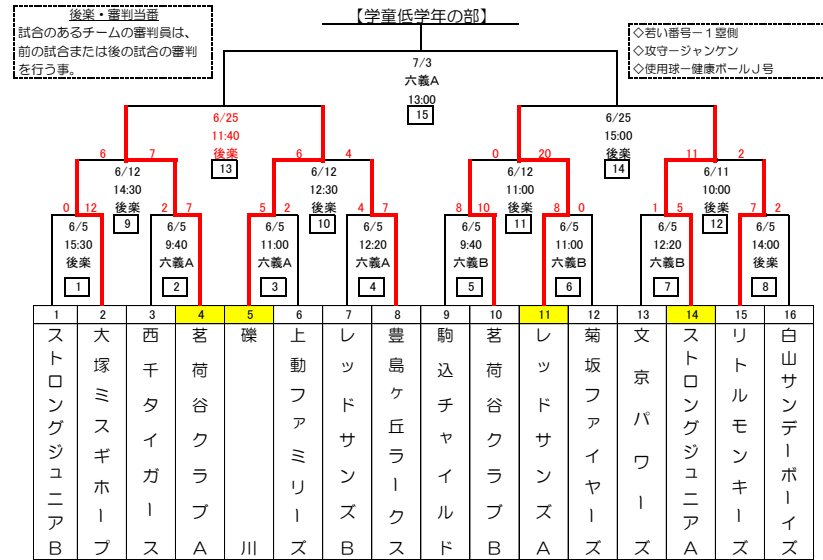 後楽・審判当番
試合のあるチームの審判員は、
前の試合または後の試合の審判
を行う事。
【学童低学年の部】
◇若い番号ー1塁側
◇攻守ージャンケン
◇使用球ー健康ボールJ号
7/3
六義A
13:00
15
6/25
11:40
後楽
13
6/25
15:00
後楽
14
6 7
6/12
14:30
後楽
9
6 4
6/12
12:30
後楽
10
0 20
6/12
11:00
後楽
11
11 2
6/11
10:00
後楽
12
0 12
6/5
15:30
後楽
1
2 7
6/5
9:40
六義A
2
5 2
6/5
11:00
六義A
3
4 7
6/5
12:20
六義A
4
8 10
6/5
9:40
六義B
5
8 0
6/5
11:00
六義B
6
1 5
6/5
12:20
六義B
7
7 2
6/5
14:00
後楽
8
1 2 3 4 5 6 7 8 9 10 11 12 13 14 15 16
ストロングジュニアB
大塚ミスギホープ
西千タイガース
茗荷谷クラブA
礫川
上動ファミリーズ
レッドサンズB
豊島ヶ丘ラークス
駒込チャイルド
茗荷谷クラブB
レッドサンズA
菊坂ファイヤーズ
文京パワーズ
ストロングジュニアA
リトルモンキーズ
白山サンデーボーイズ